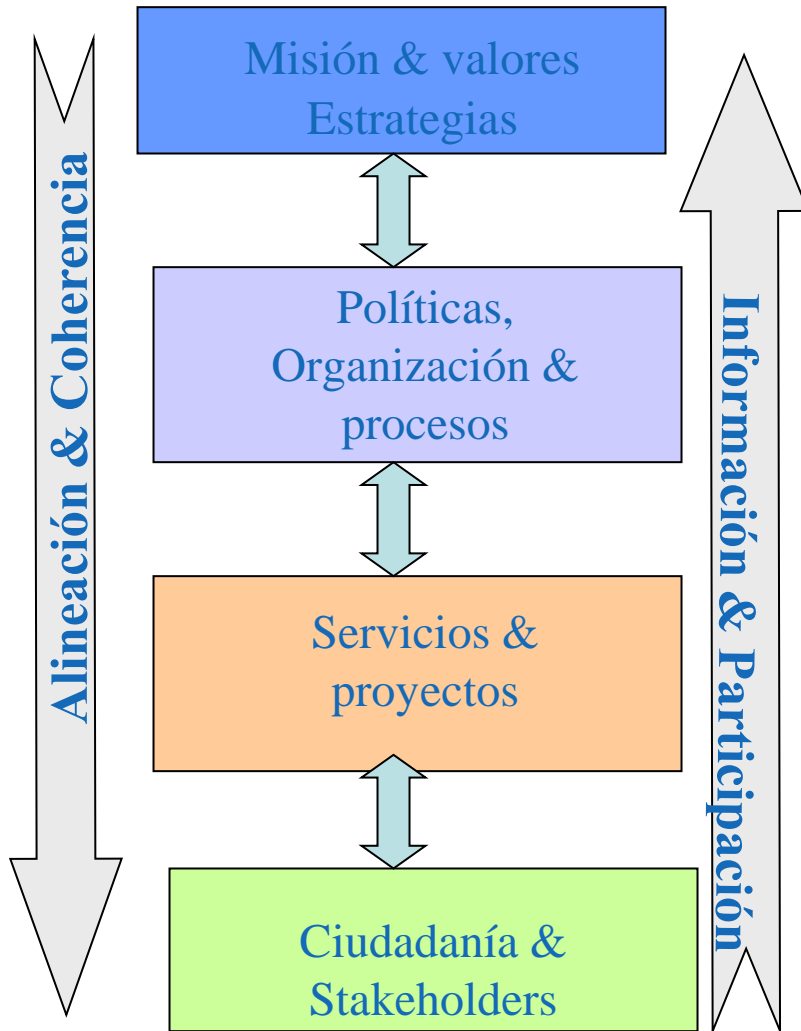 Misión & valores
Estrategias
Alineación & Coherencia
Políticas,
Organización &
procesos
Información & Participación
Servicios &
proyectos
Ciudadanía &
Stakeholders